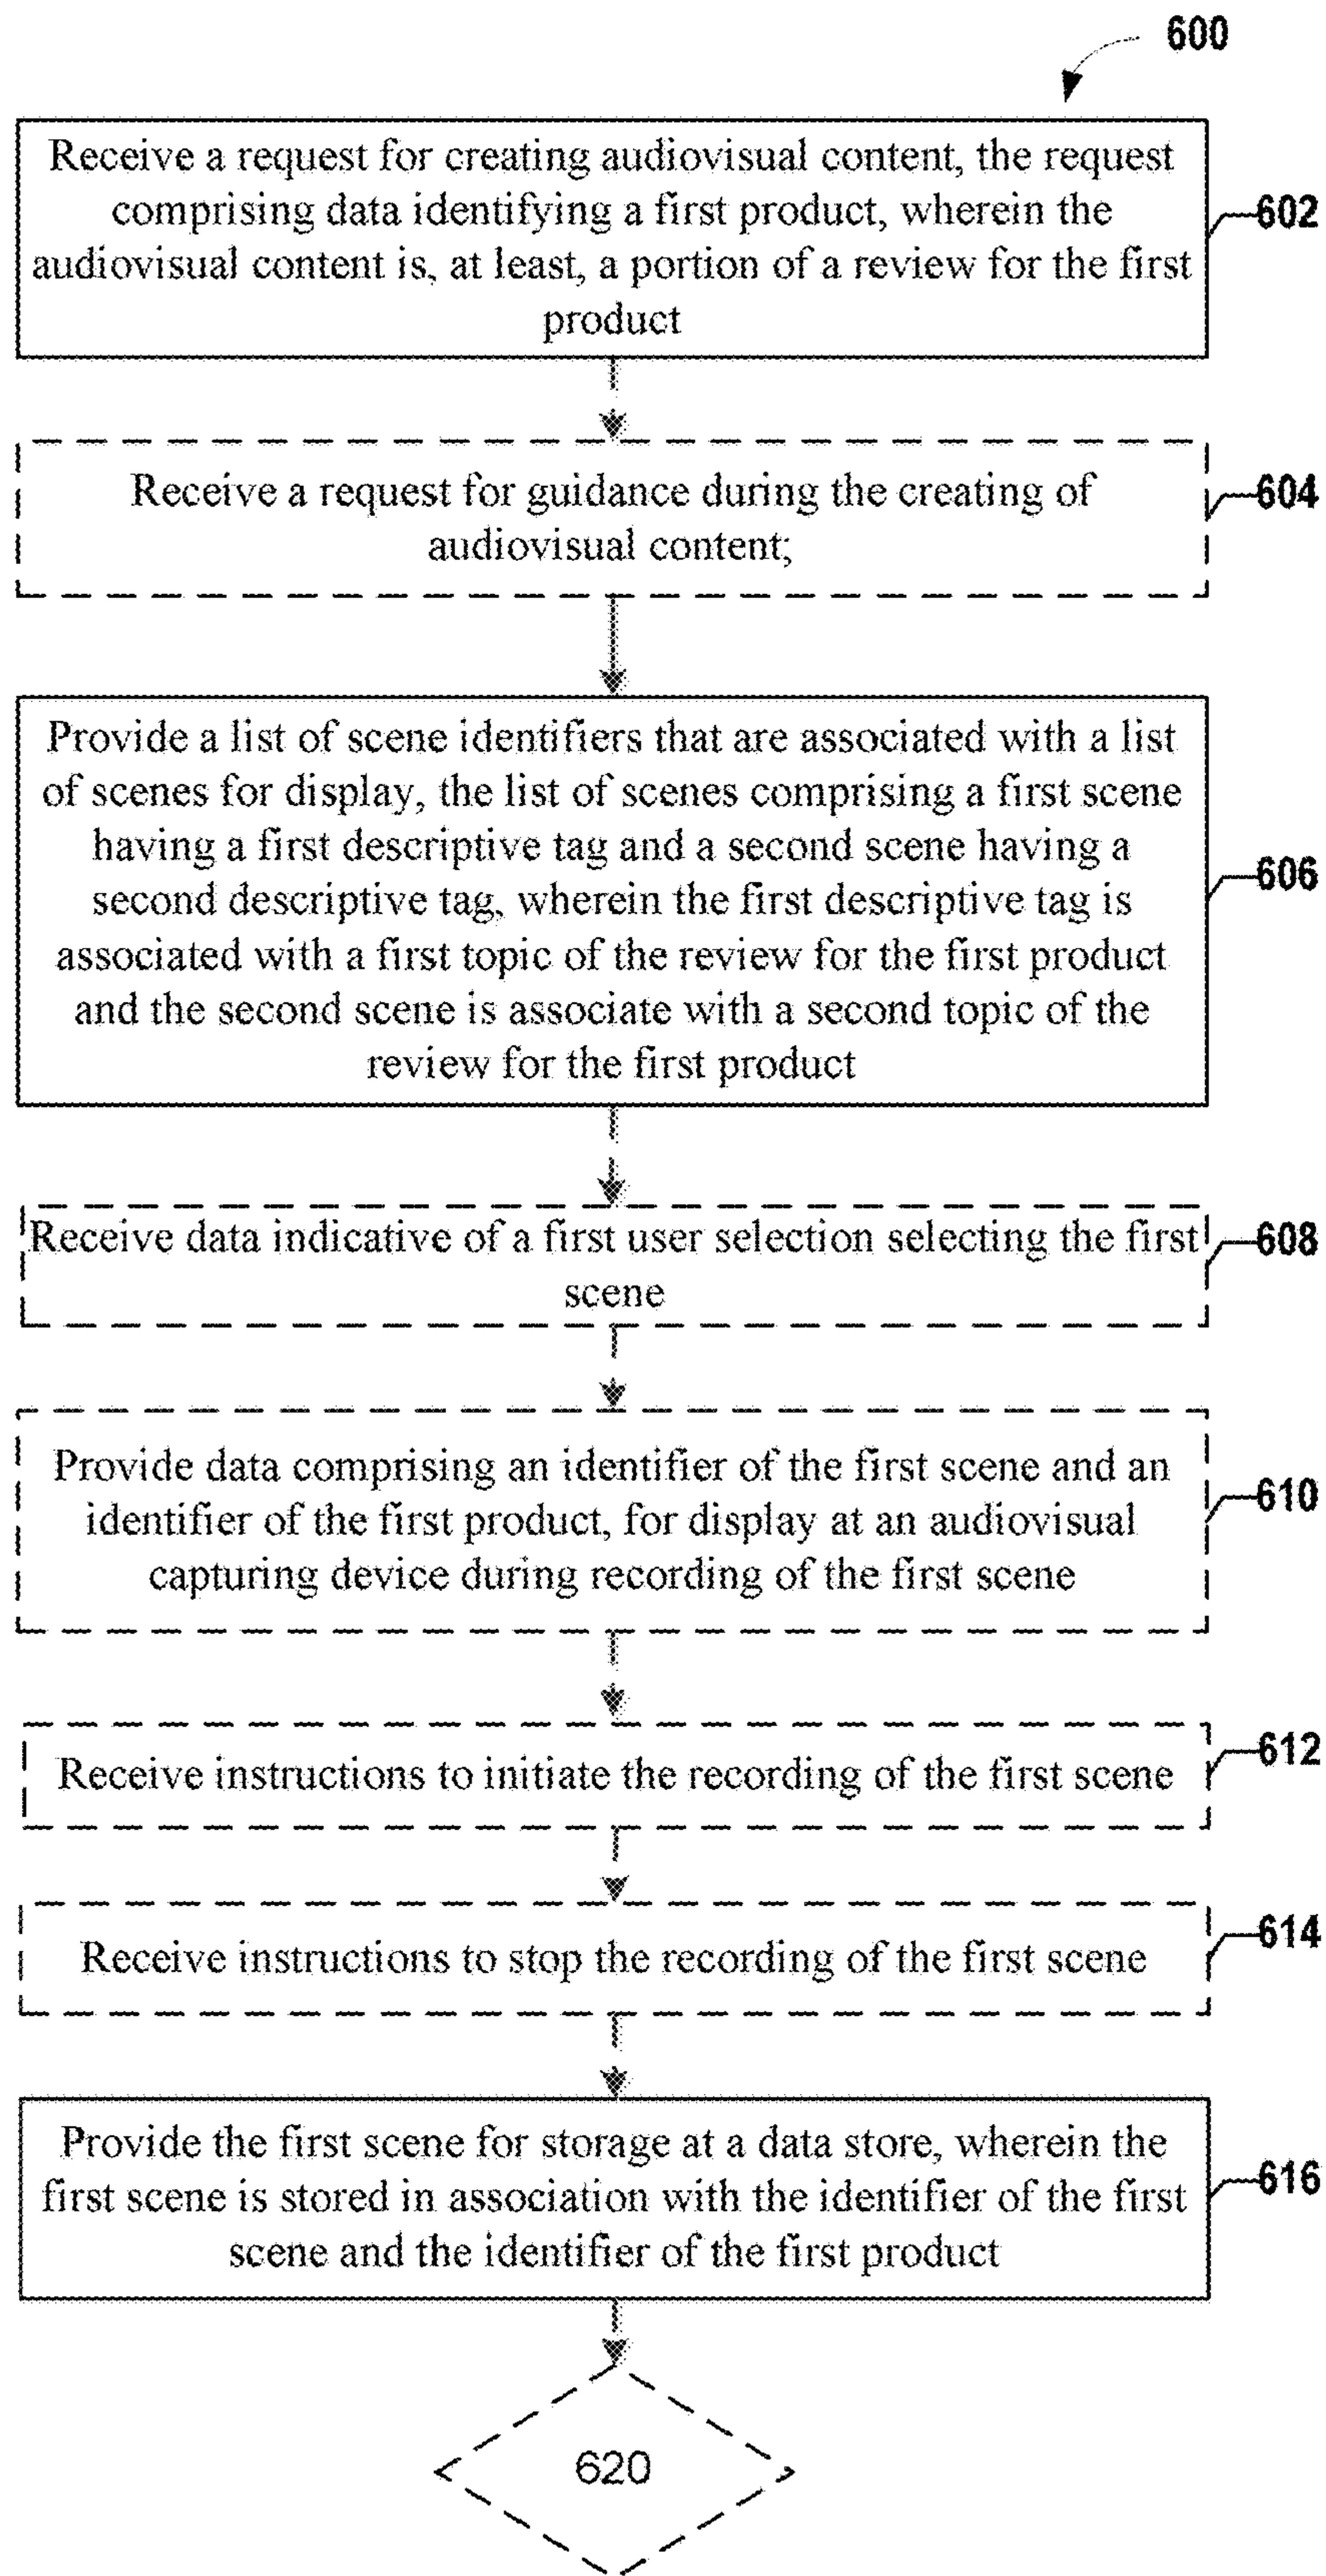 600
Receive a request for creating audiovisual content, the request
comprising data identifying a first product, wherein the
audiovisual content is, at least, a portion of a review for the first
product
602
Receive a request for guidance during the creating of
audiovisual content;
604
Provide a list of scene identifiers that are associated with a list
of scenes for display, the list of scenes comprising a first scene
having a first descriptive tag and a second scene having a
second descriptive tag, wherein the first descriptive tag is
associated with a first topic of the review for the first product
and the second scene is associate with a second topic of the
review for the first product
606
Receive data indicative of a first user selection selecting the first
scene
608
Provide data comprising an identifier of the first scene and an
identifier of the first product, for display at an audiovisual
capturing device during recording of the first scene
610
Receive instructions to initiate the recording of the first scene
612
Receive instructions to stop the recording of the first scene
614
Provide the first scene for storage at a data store, wherein the
first scene is stored in association with the identifier of the first
scene and the identifier of the first product
616
620